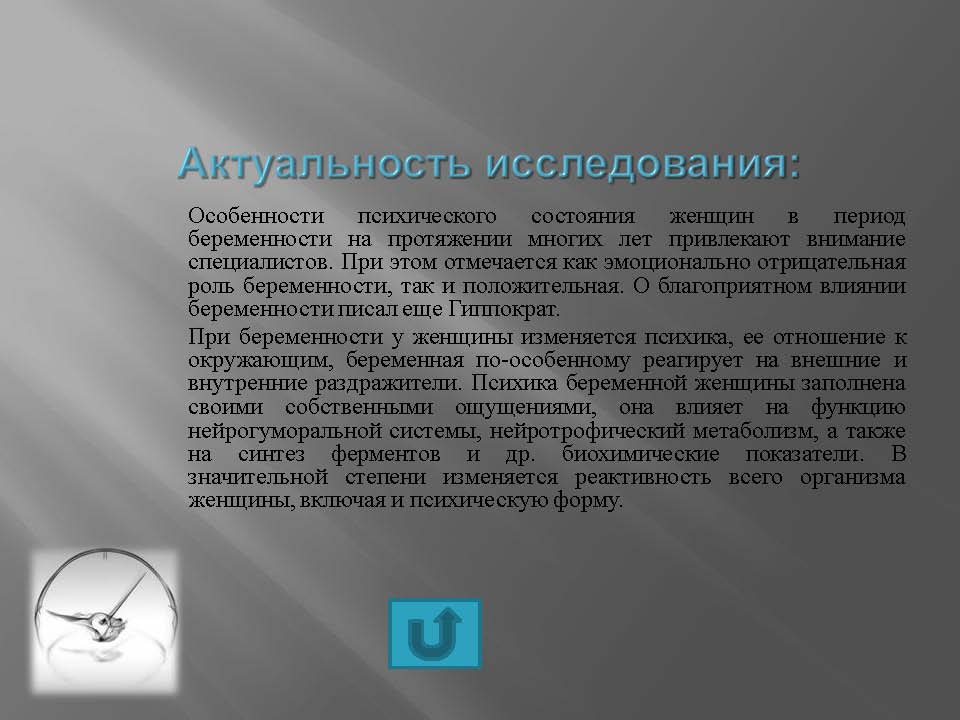 Актуальность исследования:
Особенности психического состояния женщин в период
беременности на протяжении многих лет привлекают внимание
специалистов. При этом отмечается как эмоционально отрицательная
роль беременности, так и положительная. О благоприятном влиянии
беременности писал еще Гиппократ.
При беременности у женщины изменяется психика, ее отношение к
окружающим, беременная по-особенному реагирует на внешние и
внутренние раздражители. Психика беременной женщины заполнена
своими собственными ощущениями, она влияет на функцию
нейрогуморальной системы, нейротрофический метаболизм, а также
на синтез ферментов и др. биохимические показатели. В
значительной степени изменяется реактивность всего организма
женщины, включая и психическую форму.